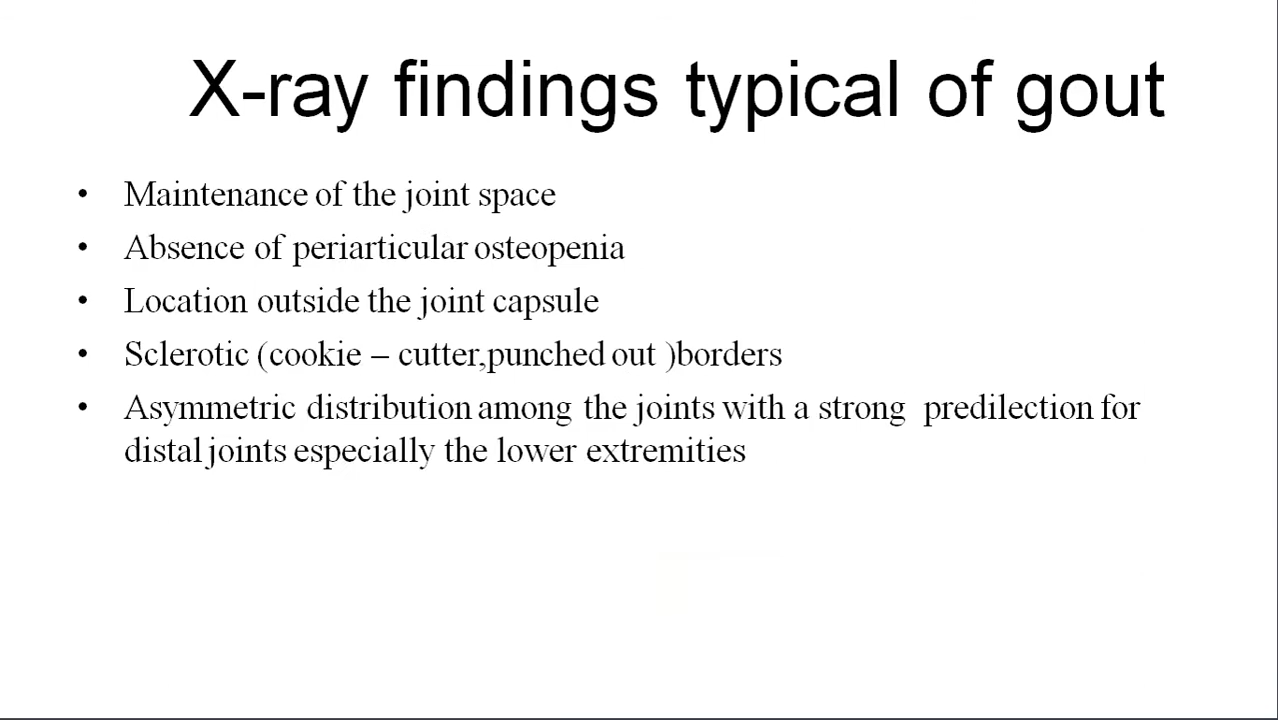 X-ray findings typical of gout
• Maintenance of the joint space
• Absence of periarticular osteopenia
• Location outside the joint capsule
• Sclerotic (cookie – cutter,punched out )borders
• Asymmetric distribution among the joints with a strong predilection for
distal joints especially the lower extremities